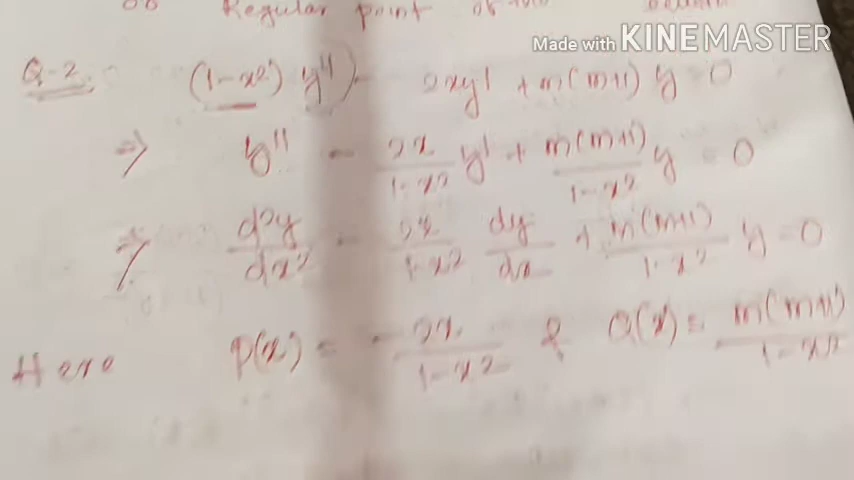 Regular point of
Made with KINEMASTER
Q-2. (1-x²) y'' - 2xy' + m(m+1) y = 0
⇒ y'' - 2x/(1-x²) y' + m(m+1)/(1-x²) y = 0
⇒ d²y/dx² - 2x/(1-x²) dy/dx + m(m+1)/(1-x²) y = 0
Here P(x) = -2x/(1-x²) & Q(x) = m(m+1)/(1-x²)